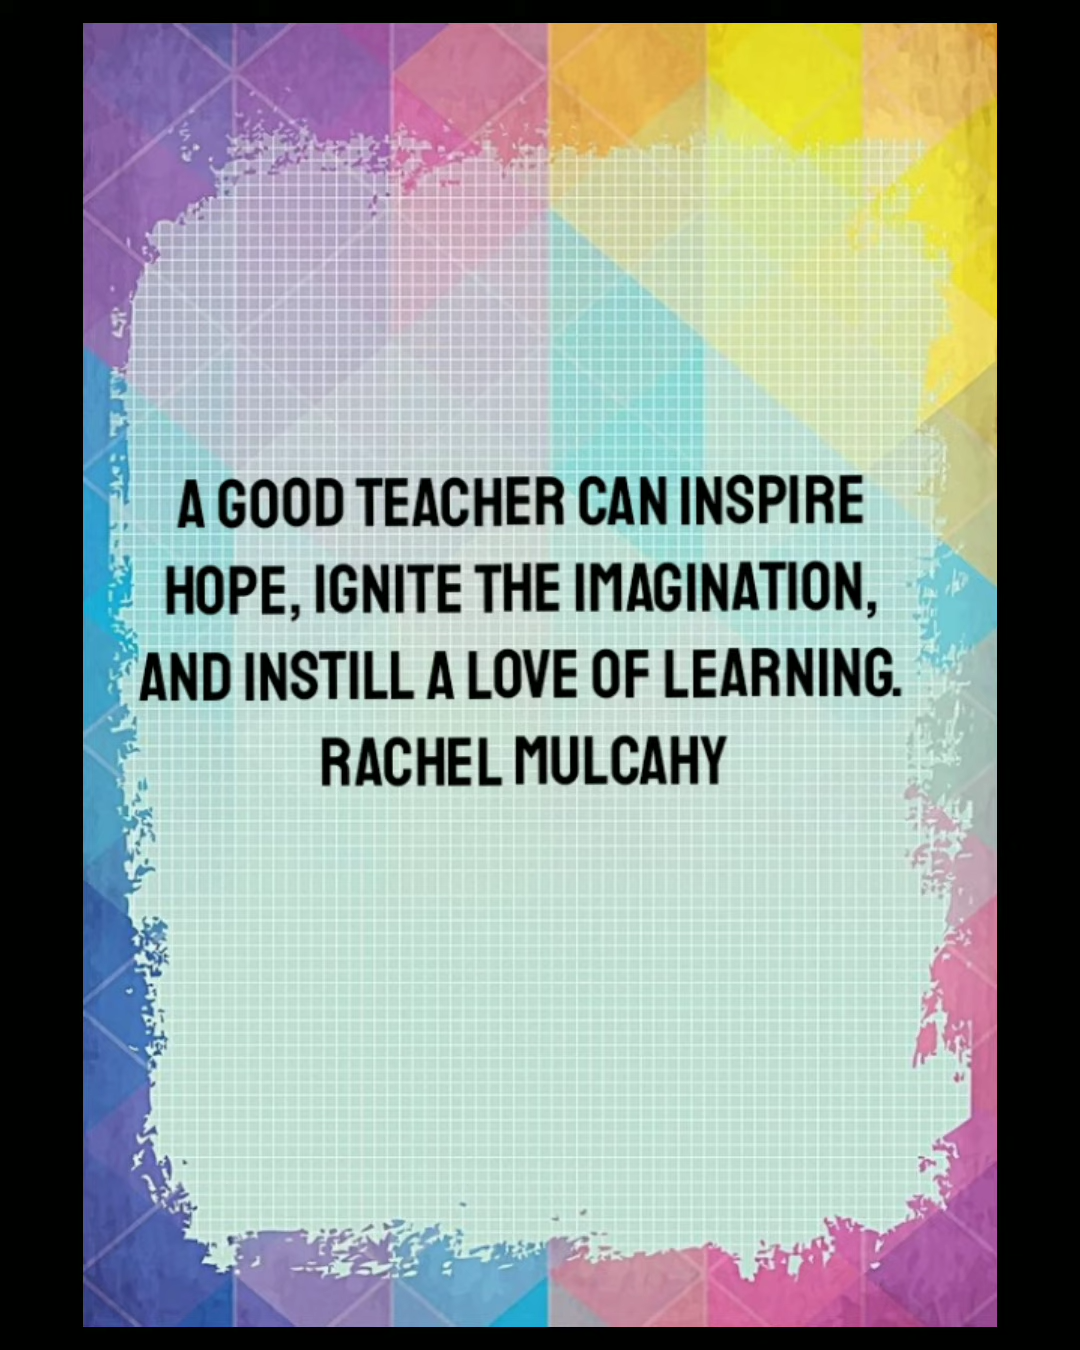 A GOOD TEACHER CAN INSPIRE
HOPE, IGNITE THE IMAGINATION,
AND INSTILL A LOVE OF LEARNING.
RACHEL MULCAHY